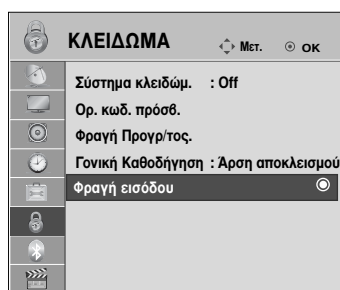 ΚΛΕΙΔΩΜΑ Μετ. OK
Σύστημα κλειδώμ. : Off
Ορ. κωδ. πρόσβ.
Φραγή Προγρ/τος.
Γονική Καθοδήγηση : Άρση αποκλεισμού
Φραγή εισόδου